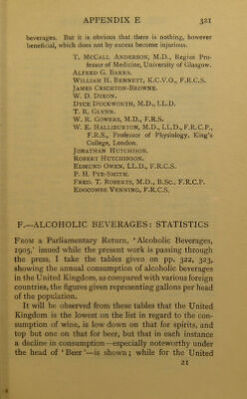 APPENDIX E 321
beverages. But it is obvious that there is nothing, however
beneficial, which does not by excess become injurious.
T. McCall Anderson, M.D., Regius Pro-
fessor of Medicine, University of Glasgow.
Alfred G. Barrs.
William H. Bennett, K.C.V.O., F.R.C.S.
James Crichton-Browne.
W. D. Dixon.
Dyce Duckworth, M.D., LL.D.
T. R. Glynn.
W. R. Gowers, M.D., F.R.S.
W. E. Halliburton, M.D., LL.D., F.R.C.P.,
F.R.S., Professor of Physiology, King's
College, London.
Jonathan Hutchison.
Robert Hutchinson.
Edmund Owen, LL.D., F.R.C.S.
P. H. Pye-Smith.
Fred. T. Roberts, M.D., B.Sc., F.R.C.P.
Edgcombe Venning, F.R.C.S.
F.—ALCOHOLIC BEVERAGES: STATISTICS
From a Parliamentary Return, 'Alcoholic Beverages,
1905,' issued while the present work is passing through
the press, I take the tables given on pp. 322, 323,
showing the annual consumption of alcoholic beverages
in the United Kingdom, as compared with various foreign
countries, the figures given representing gallons per head
of the population.
It will be observed from these tables that the United
Kingdom is the lowest on the list in regard to the con-
sumption of wine, is low down on that for spirits, and
top but one on that for beer, but that in each instance
a decline in consumption—especially noteworthy under
the head of 'Beer'—is shown; while for the United
21